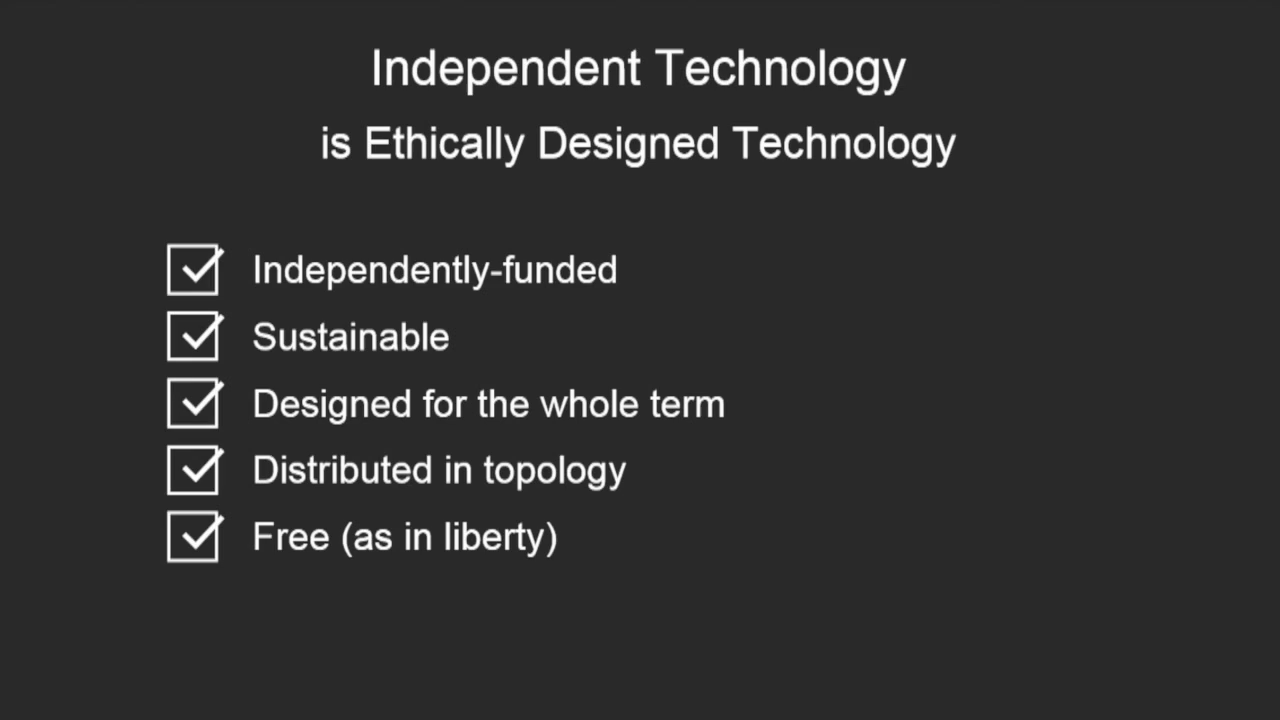 Independent Technology
is Ethically Designed Technology
Independently-funded
Sustainable
Designed for the whole term
Distributed in topology
Free (as in liberty)